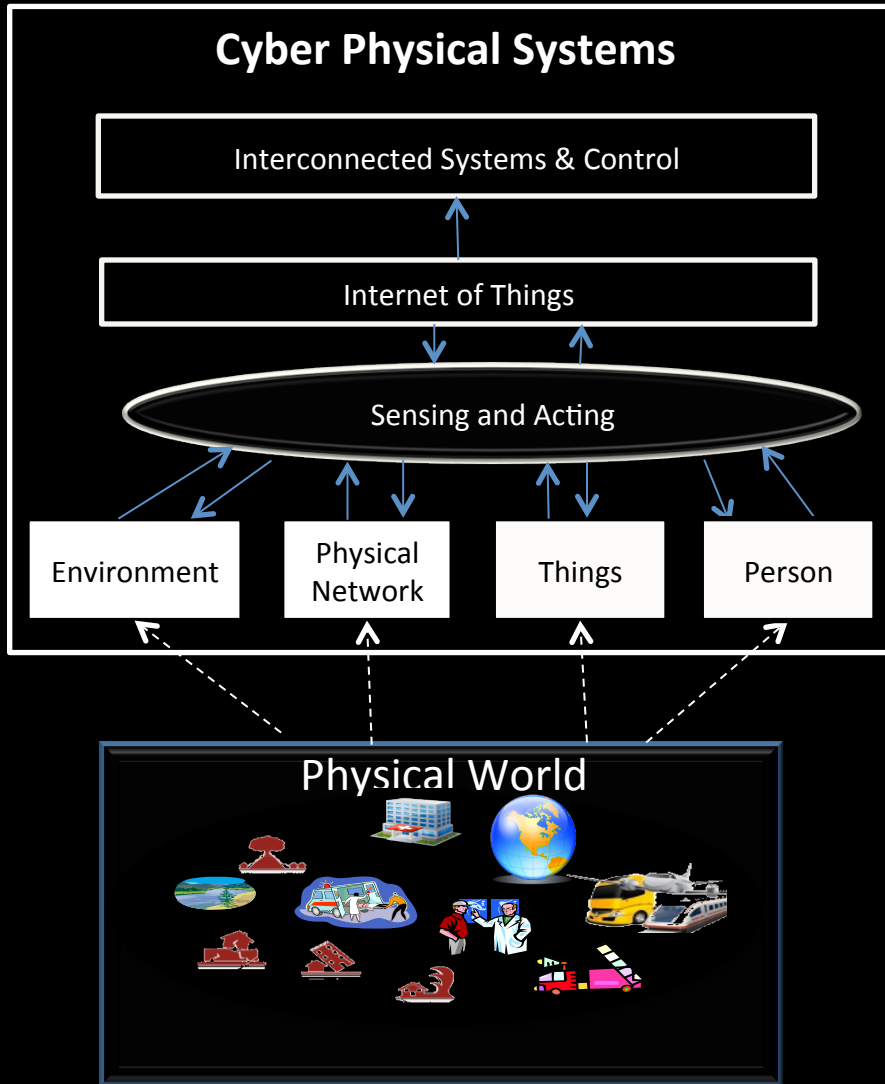 Cyber Physical Systems
Interconnected Systems & Control
Internet of Things
Sensing and Acting
Environment
Physical
Network
Things
Person
Physical World